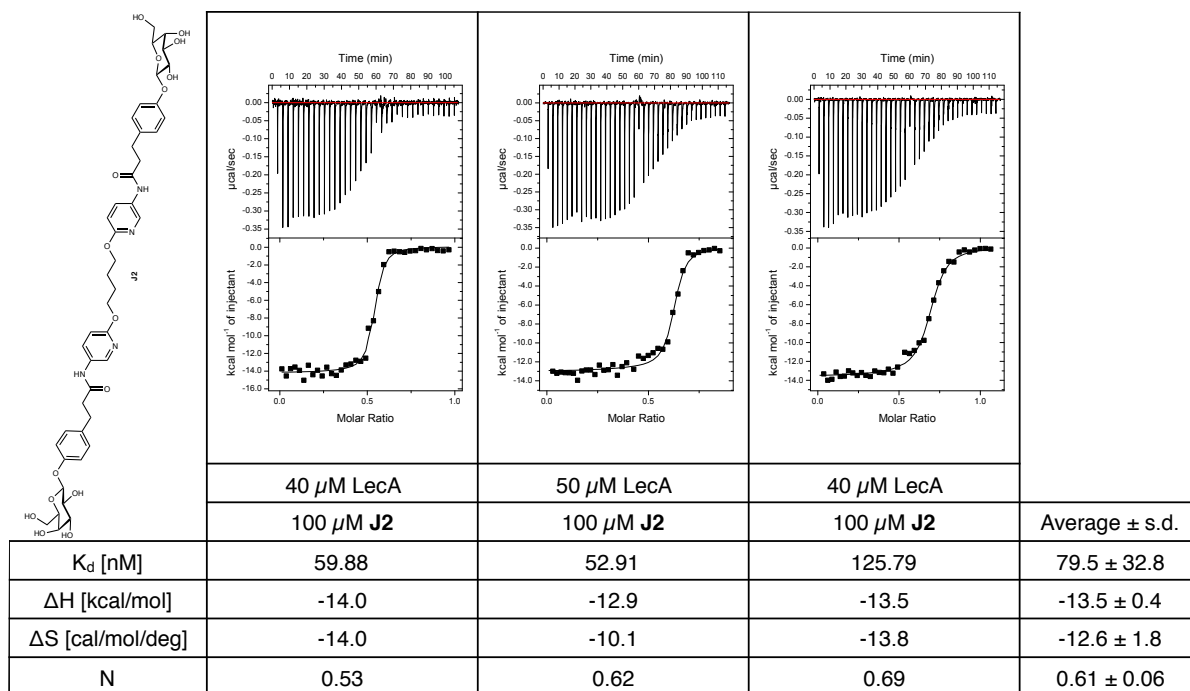 HO
OH
OH
O
OH
O
O
NH
N
O
J2
O
N
HN
O
O
O
OH
HO
OH
HO
OH
Time (min)
0 10 20 30 40 50 60 70 80 90 100
0.00
-0.05
-0.10
-0.15
-0.20
-0.25
-0.30
-0.35
µcal/sec
0.0
-2.0
-4.0
-6.0
-8.0
-10.0
-12.0
-14.0
-16.0
kcal mol⁻¹ of injectant
0.0 0.5 1.0
Molar Ratio
Time (min)
0 10 20 30 40 50 60 70 80 90 100 110
0.00
-0.05
-0.10
-0.15
-0.20
-0.25
-0.30
-0.35
µcal/sec
0.0
-2.0
-4.0
-6.0
-8.0
-10.0
-12.0
-14.0
kcal mol⁻¹ of injectant
0.0 0.5
Molar Ratio
Time (min)
0 10 20 30 40 50 60 70 80 90 100 110
0.00
-0.05
-0.10
-0.15
-0.20
-0.25
-0.30
-0.35
µcal/sec
0.0
-2.0
-4.0
-6.0
-8.0
-10.0
-12.0
-14.0
kcal mol⁻¹ of injectant
0.0 0.5 1.0
Molar Ratio
40 µM LecA 50 µM LecA 40 µM LecA
100 µM J2 100 µM J2 100 µM J2 Average ± s.d.
Kd [nM] 59.88 52.91 125.79 79.5 ± 32.8
ΔH [kcal/mol] -14.0 -12.9 -13.5 -13.5 ± 0.4
ΔS [cal/mol/deg] -14.0 -10.1 -13.8 -12.6 ± 1.8
N 0.53 0.62 0.69 0.61 ± 0.06